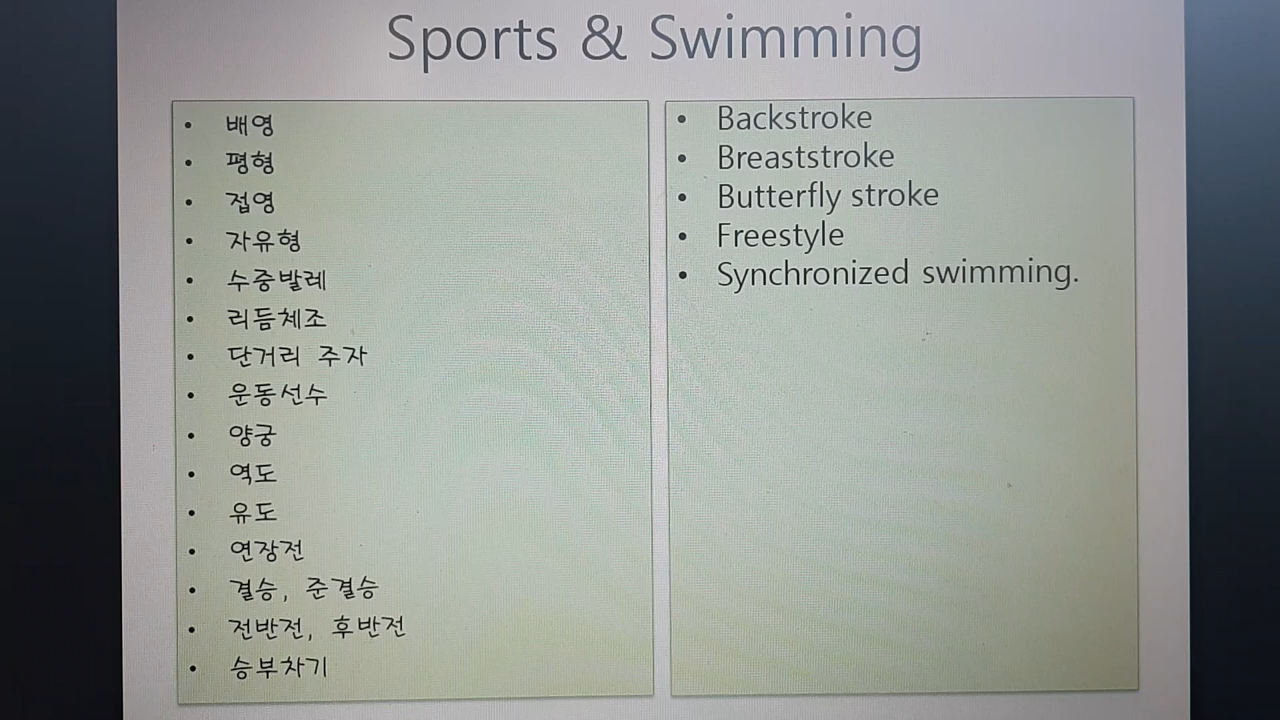 Sports & Swimming
• 배영
• 평형
• 접영
• 자유형
• 수중발레
• 리듬체조
• 단거리 주자
• 운동선수
• 양궁
• 역도
• 유도
• 연장전
• 결승, 준결승
• 전반전, 후반전
• 승부차기
• Backstroke
• Breaststroke
• Butterfly stroke
• Freestyle
• Synchronized swimming.